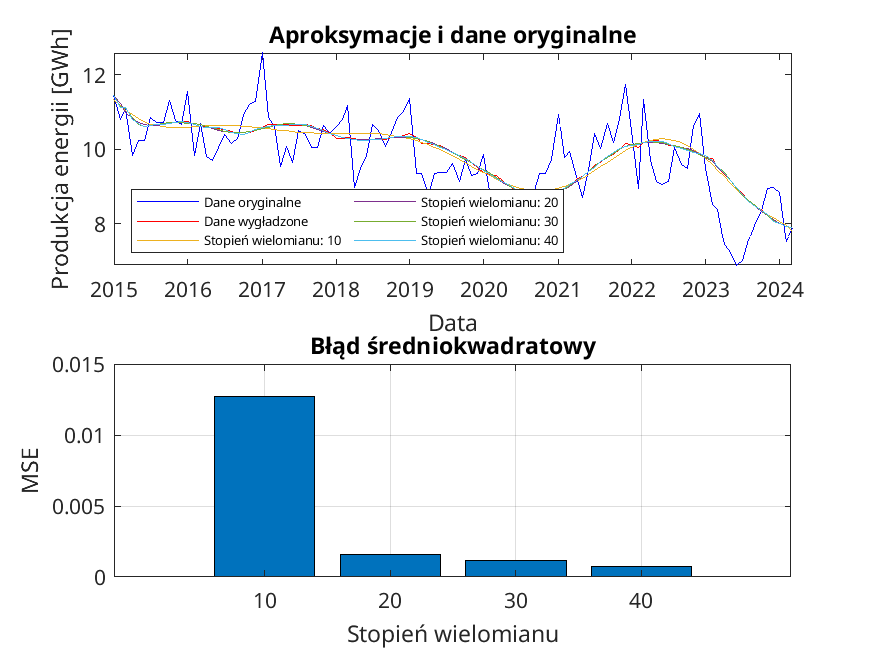 Aproksymacje i dane oryginalne
Produkcja energii [GWh]
12
10
8
Dane oryginalne
Dane wygładzone
Stopień wielomianu: 10
Stopień wielomianu: 20
Stopień wielomianu: 30
Stopień wielomianu: 40
2015 2016 2017 2018 2019 2020 2021 2022 2023 2024
Data
Błąd średniokwadratowy
MSE
0.015
0.01
0.005
0
10 20 30 40
Stopień wielomianu